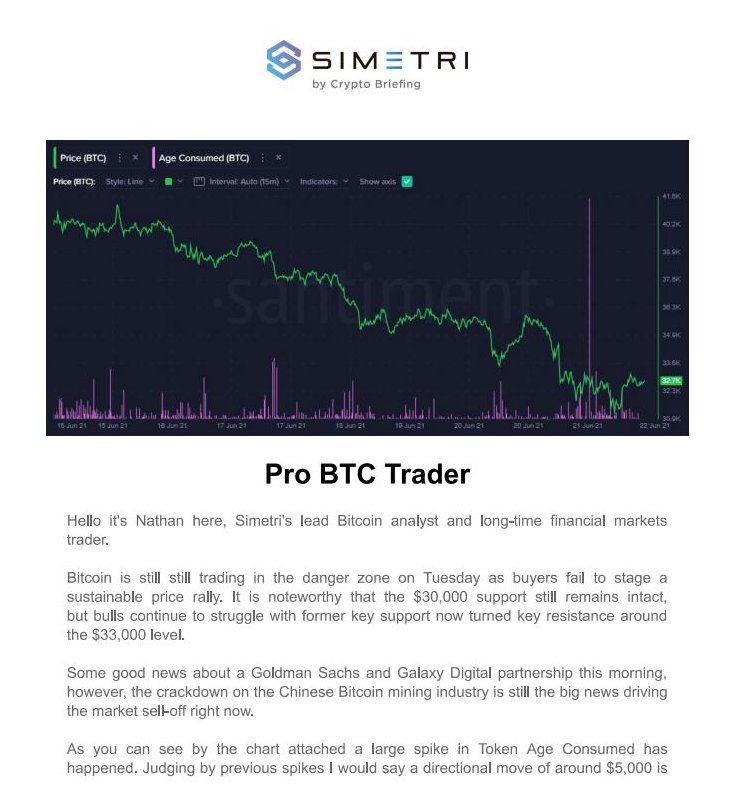 SIMETRI
by Crypto Briefing
Price (BTC) ⋮ × Age Consumed (BTC) ⋮ ×
Price (BTC): Style: Line Interval: Auto (15m) Indicators: Show axis
41.5K
40.2K
38.9K
37.6K
36.3K
34.9K
33.6K
32.7K
32.3K
30.9K
·santiment·
15 Jun 21 15 Jun 21 16 Jun 21 17 Jun 21 17 Jun 21 18 Jun 21 19 Jun 21 20 Jun 21 20 Jun 21 21 Jun 21 22 Jun 21
Pro BTC Trader
Hello it's Nathan here, Simetri's lead Bitcoin analyst and long-time financial markets
trader.
Bitcoin is still still trading in the danger zone on Tuesday as buyers fail to stage a
sustainable price rally. It is noteworthy that the $30,000 support still remains intact,
but bulls continue to struggle with former key support now turned key resistance around
the $33,000 level.
Some good news about a Goldman Sachs and Galaxy Digital partnership this morning,
however, the crackdown on the Chinese Bitcoin mining industry is still the big news driving
the market sell-off right now.
As you can see by the chart attached a large spike in Token Age Consumed has
happened. Judging by previous spikes I would say a directional move of around $5,000 is